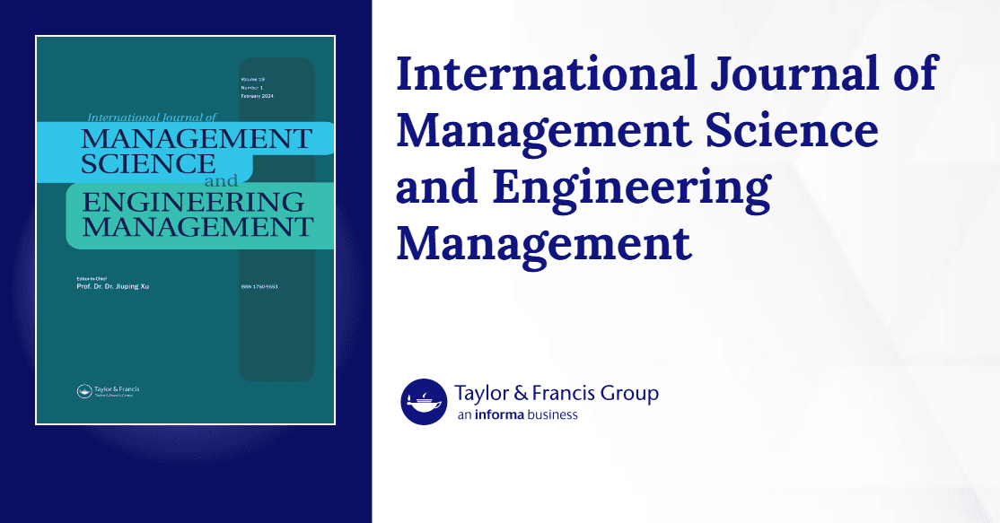 Volume 19
Number 1
February 2024
International Journal of
MANAGEMENT
SCIENCE
and
ENGINEERING
MANAGEMENT
Editor-in-Chief
Prof. Dr. Dr. Jiuping Xu
ISSN 1750-9653
Taylor & Francis
Taylor & Francis Group
International Journal of
Management Science
and Engineering
Management
Taylor & Francis Group
an informa business